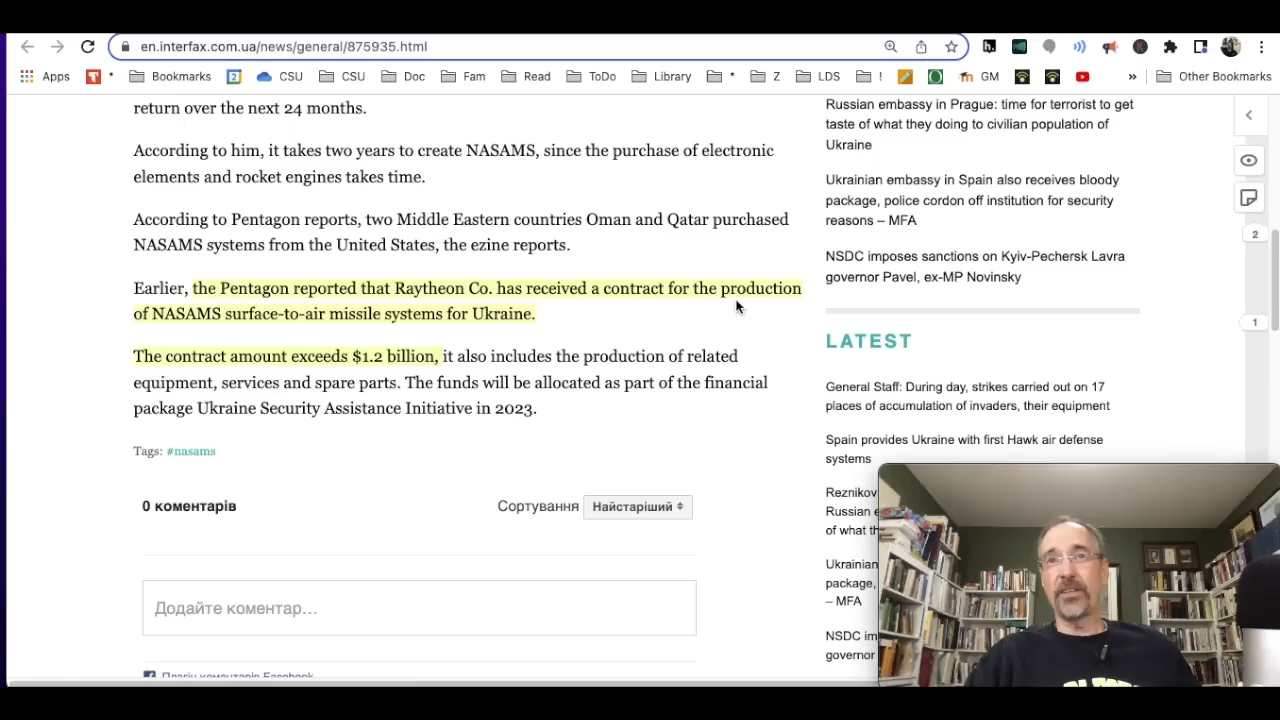 en.interfax.com.ua/news/general/875935.html
Apps
Bookmarks
CSU
CSU
Doc
Fam
Read
ToDo
Library
*
Z
LDS
!
GM
»
Other Bookmarks
return over the next 24 months.
According to him, it takes two years to create NASAMS, since the purchase of electronic
elements and rocket engines takes time.
According to Pentagon reports, two Middle Eastern countries Oman and Qatar purchased
NASAMS systems from the United States, the ezine reports.
Earlier, the Pentagon reported that Raytheon Co. has received a contract for the production
of NASAMS surface-to-air missile systems for Ukraine.
The contract amount exceeds $1.2 billion, it also includes the production of related
equipment, services and spare parts. The funds will be allocated as part of the financial
package Ukraine Security Assistance Initiative in 2023.
Tags: #nasams
0 коментарів
Сортування Найстаріший
Додайте коментар...
Плагін коментарів Facebook
Russian embassy in Prague: time for terrorist to get
taste of what they doing to civilian population of
Ukraine
Ukrainian embassy in Spain also receives bloody
package, police cordon off institution for security
reasons – MFA
NSDC imposes sanctions on Kyiv-Pechersk Lavra
governor Pavel, ex-MP Novinsky
LATEST
General Staff: During day, strikes carried out on 17
places of accumulation of invaders, their equipment
Spain provides Ukraine with first Hawk air defense
systems
Reznikov
Russian e
of what th
Ukrainian
package,
– MFA
NSDC im
governor
2
1